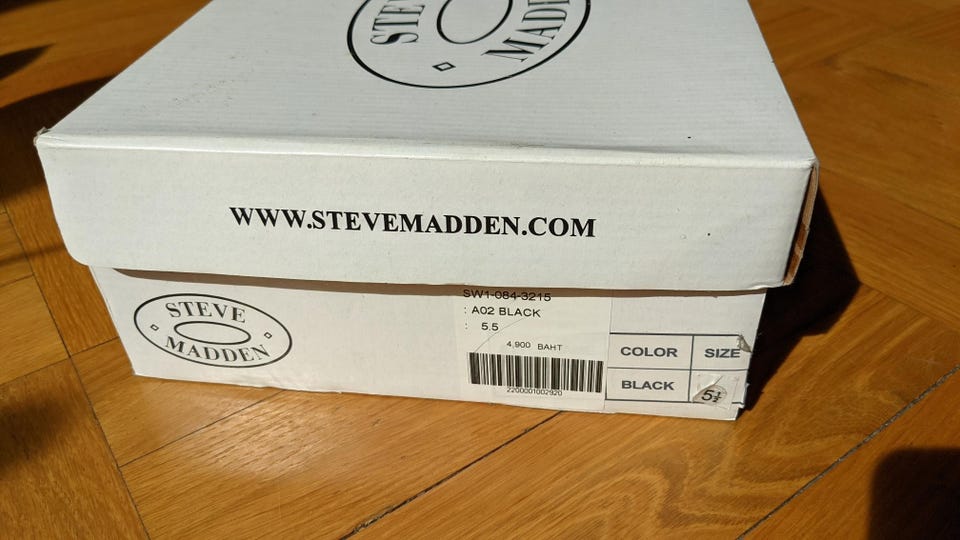 STEVE
MADDEN
WWW.STEVEMADDEN.COM
STEVE
MADDEN
SW1-084-3215
: A02 BLACK
: 5.5
4,900 BAHT
2200001002920
COLOR SIZE
BLACK 5½